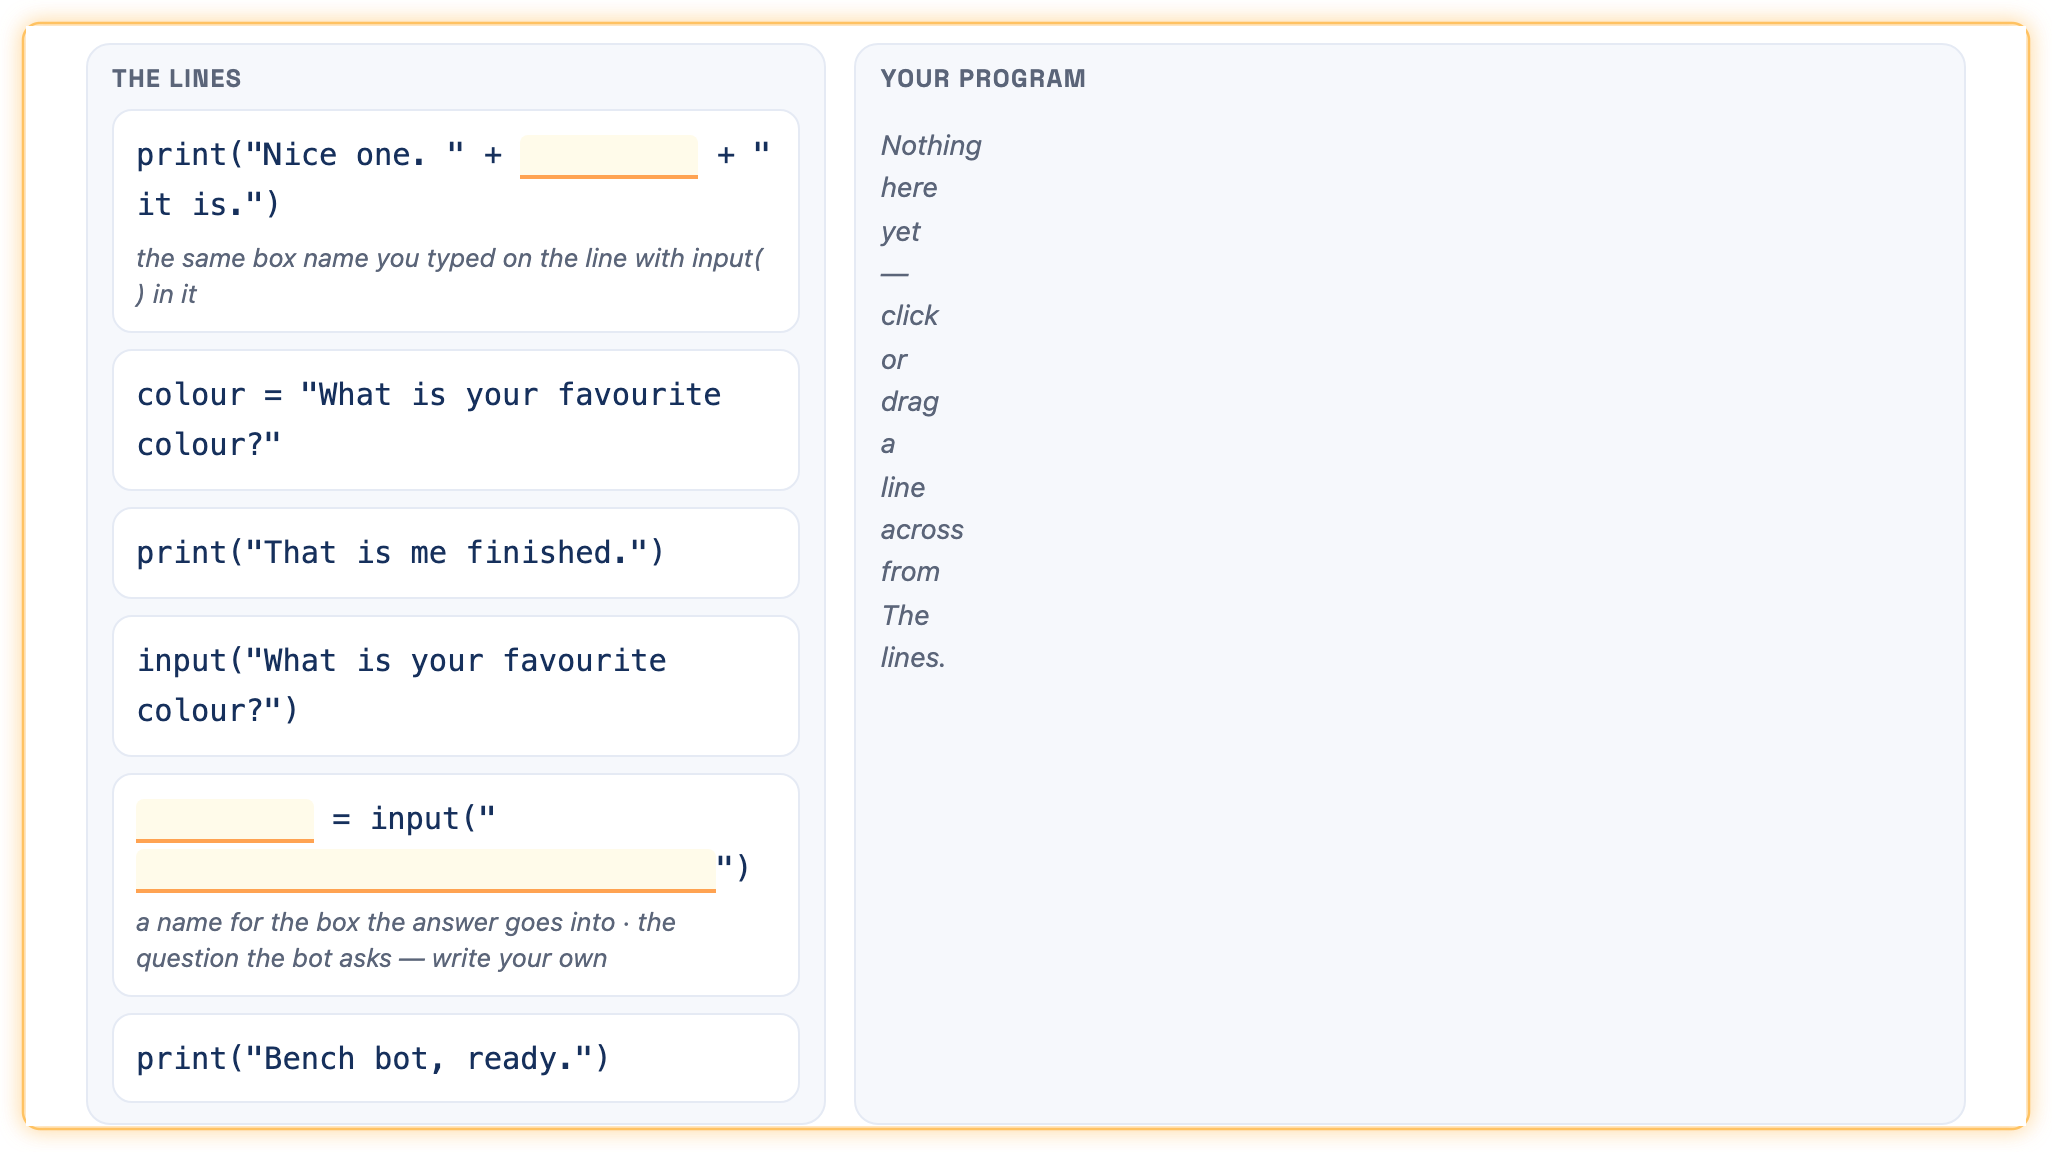 THE LINES
print("Nice one. " + + "
it is.")
the same box name you typed on the line with input(
) in it
colour = "What is your favourite
colour?"
print("That is me finished.")
input("What is your favourite
colour?")
= input("
")
a name for the box the answer goes into · the
question the bot asks — write your own
print("Bench bot, ready.")
YOUR PROGRAM
Nothing
here
yet
—
click
or
drag
a
line
across
from
The
lines.